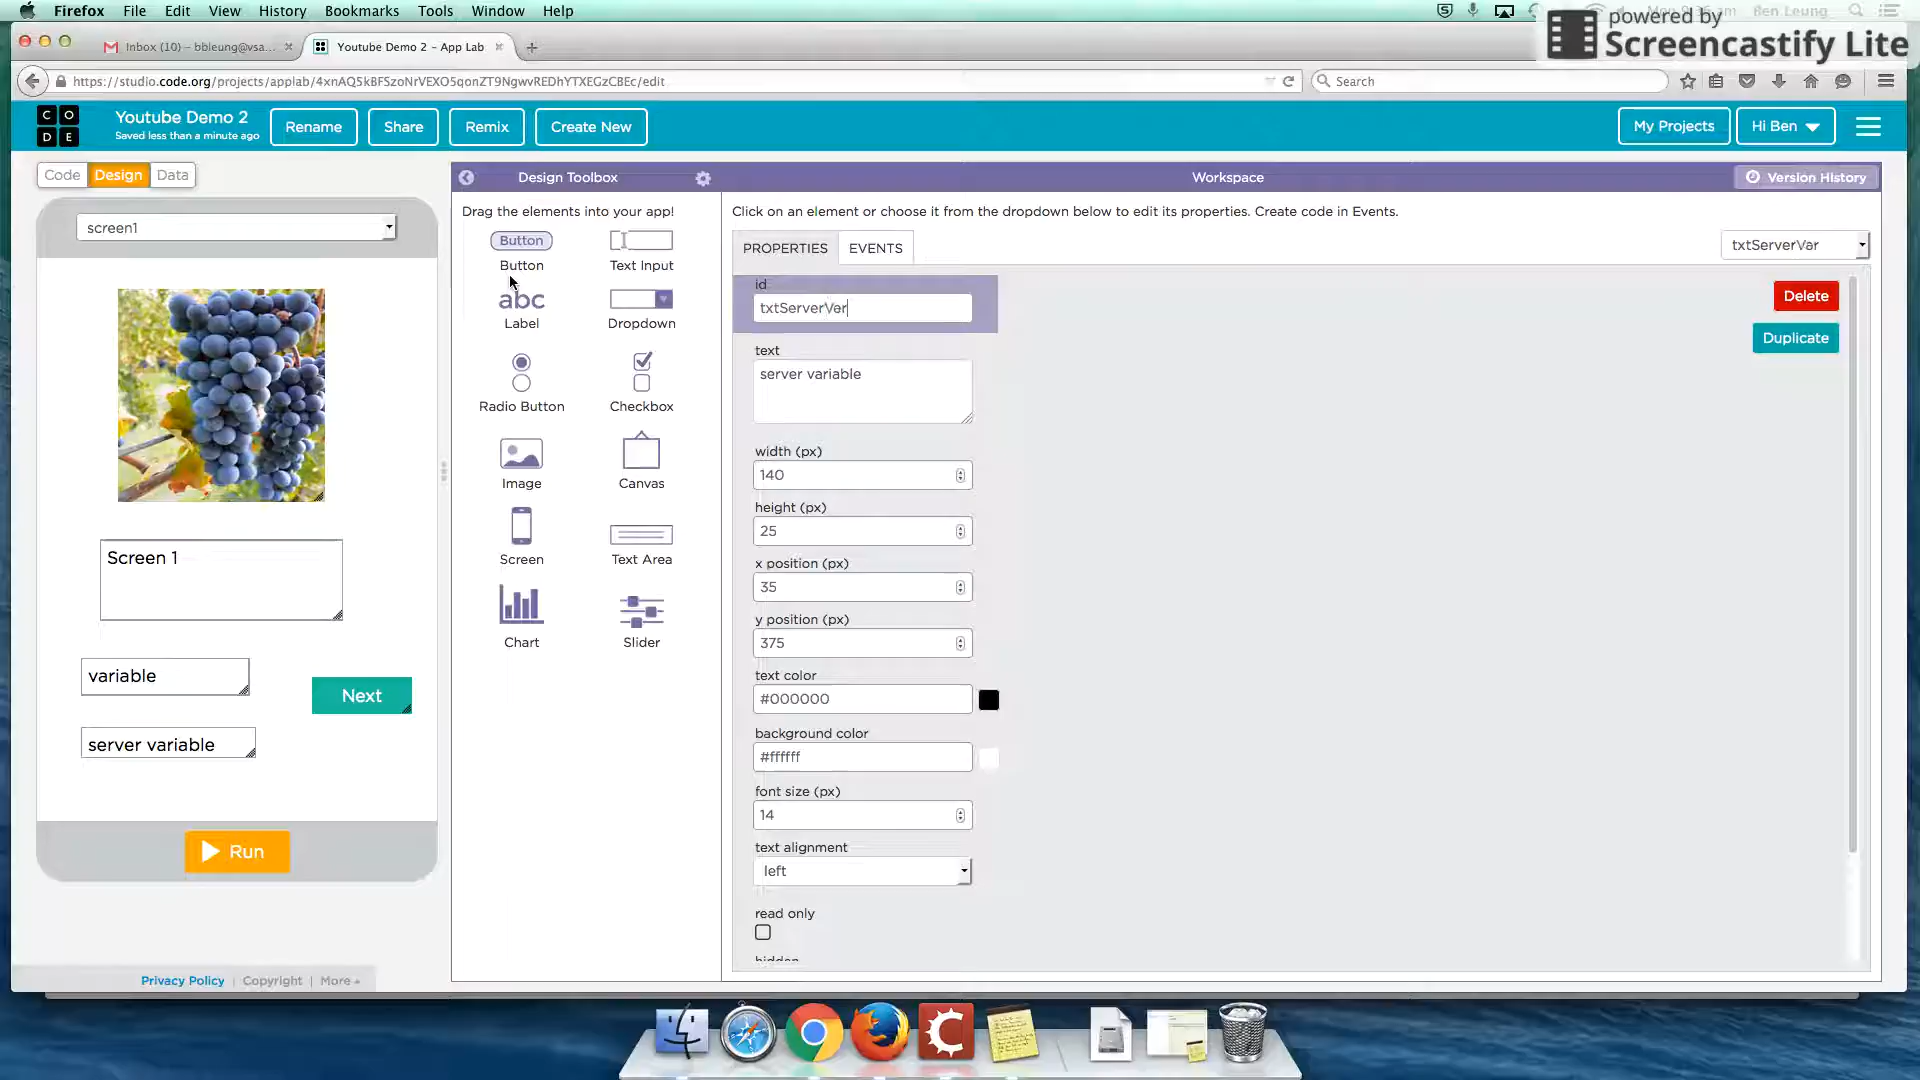 Firefox File Edit View History Bookmarks Tools Window Help
Ben Leung
powered by
Screencastify Lite
Inbox (10) – bbleung@vsa...
Youtube Demo 2 – App Lab
https://studio.code.org/projects/applab/4xnAQ5kBFSzoNrVEXO5qonZT9NgwvREDhYTXEGzCBEc/edit
Search
CODE
Youtube Demo 2
Saved less than a minute ago
Rename
Share
Remix
Create New
My Projects
Hi Ben
Code
Design
Data
Design Toolbox
Workspace
Version History
screen1
Drag the elements into your app!
Click on an element or choose it from the dropdown below to edit its properties. Create code in Events.
PROPERTIES
EVENTS
txtServerVar
Button
Button
Text Input
abc
Label
Dropdown
Radio Button
Checkbox
Image
Canvas
Screen
Text Area
Chart
Slider
id
txtServerVer
Delete
Duplicate
text
server variable
width (px)
140
height (px)
25
x position (px)
35
y position (px)
375
text color
#000000
background color
#ffffff
font size (px)
14
text alignment
left
read only
hidden
Screen 1
variable
Next
server variable
Run
Privacy Policy | Copyright | More